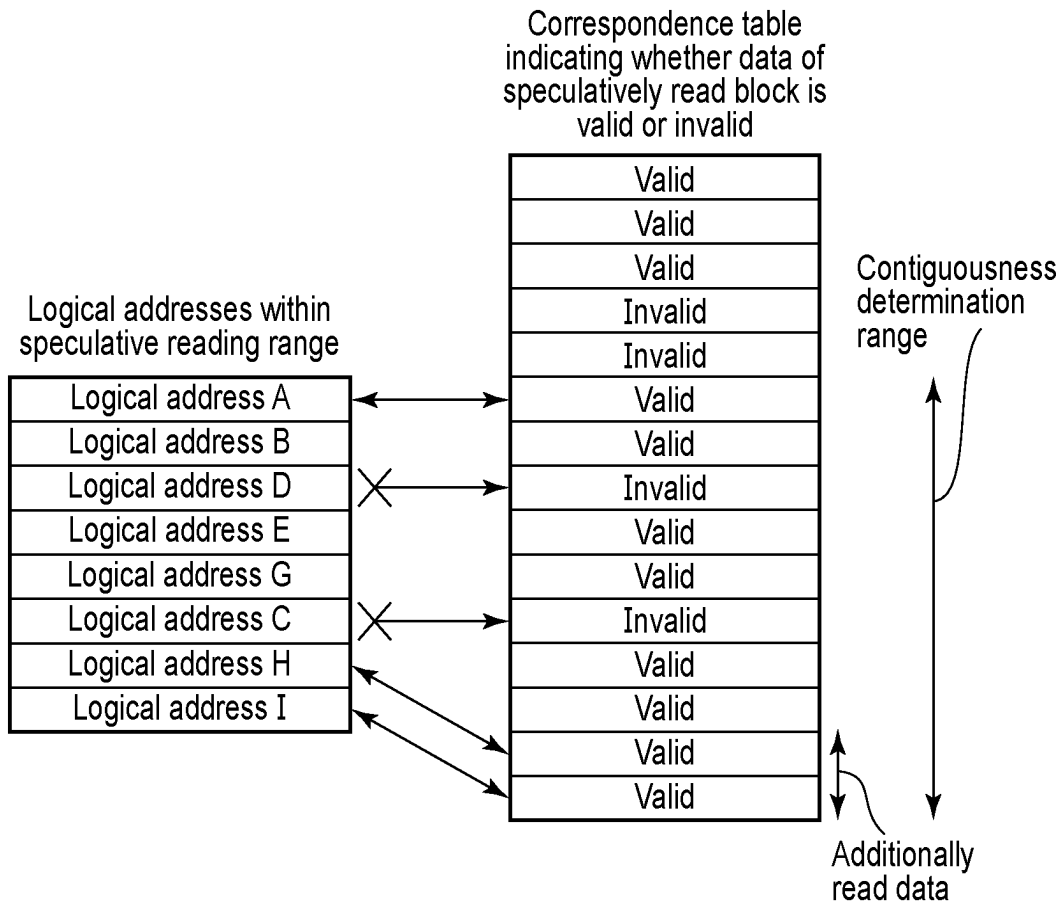 Correspondence table
indicating whether data of
speculatively read block is
valid or invalid
Valid
Valid
Valid
Invalid
Invalid
Valid
Valid
Invalid
Valid
Valid
Invalid
Valid
Valid
Valid
Valid
Logical addresses within
speculative reading range
Logical address A
Logical address B
Logical address D
Logical address E
Logical address G
Logical address C
Logical address H
Logical address I
Contiguousness
determination
range
Additionally
read data